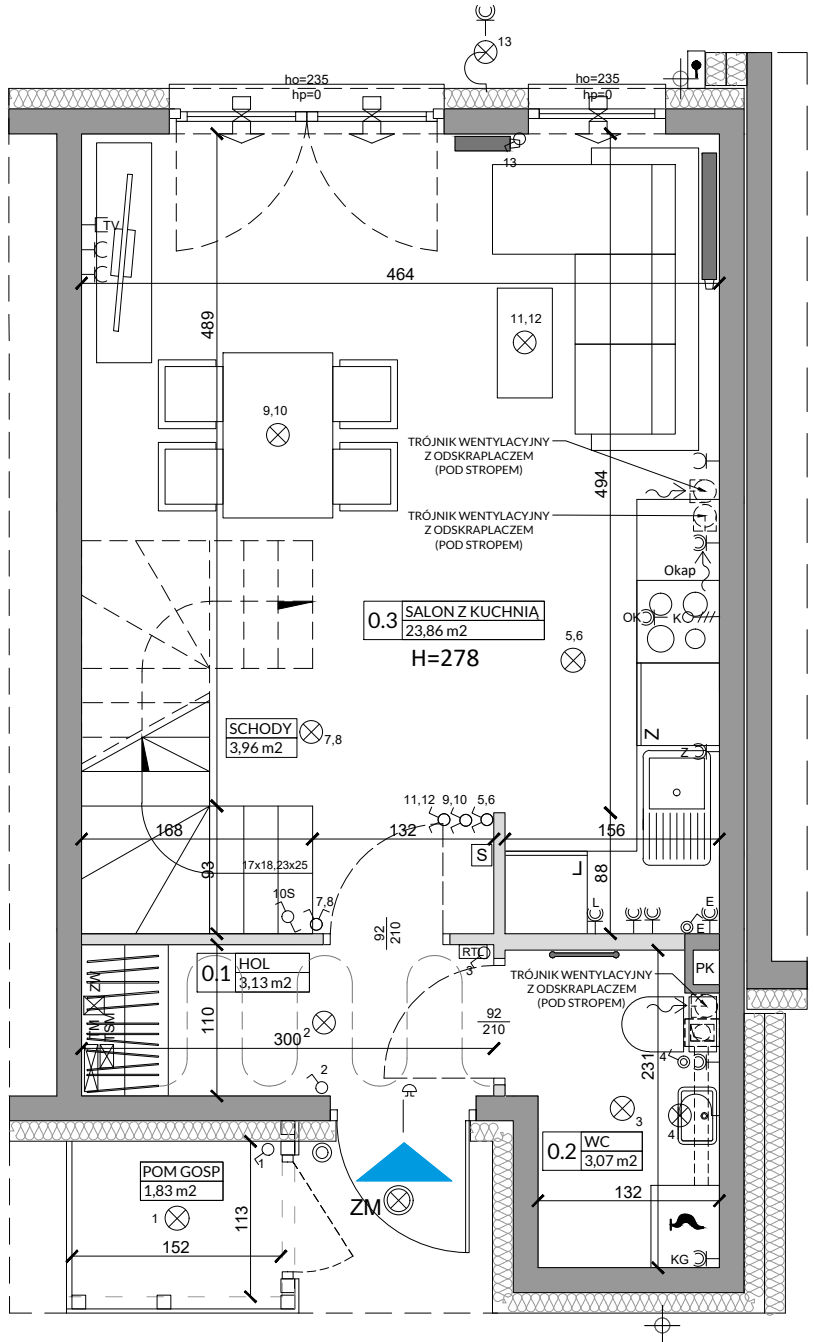 13
ho=235
hp=0
ho=235
hp=0
13
TV
464
489
11,12
9,10
TRÓJNIK WENTYLACYJNY
Z ODSKRAPLACZEM
(POD STROPEM)
494
TRÓJNIK WENTYLACYJNY
Z ODSKRAPLACZEM
(POD STROPEM)
Okap
OK
K
0.3
SALON Z KUCHNIĄ
23,86 m2
H=278
5,6
SCHODY
3,96 m2
7,8
Z
Z
11,12
9,10
5,6
168
132
156
S
L
93
17x18,23x25
88
10S
7,8
L
E
E
92
210
RTC
3
PK
0.1
HOL
3,13 m2
ZW
TM
TSM
110
300
2
2
92
210
TRÓJNIK WENTYLACYJNY
Z ODSKRAPLACZEM
(POD STROPEM)
231
4
3
4
0.2
WC
3,07 m2
132
KG
1
POM GOSP
1,83 m2
1
113
152
ZM